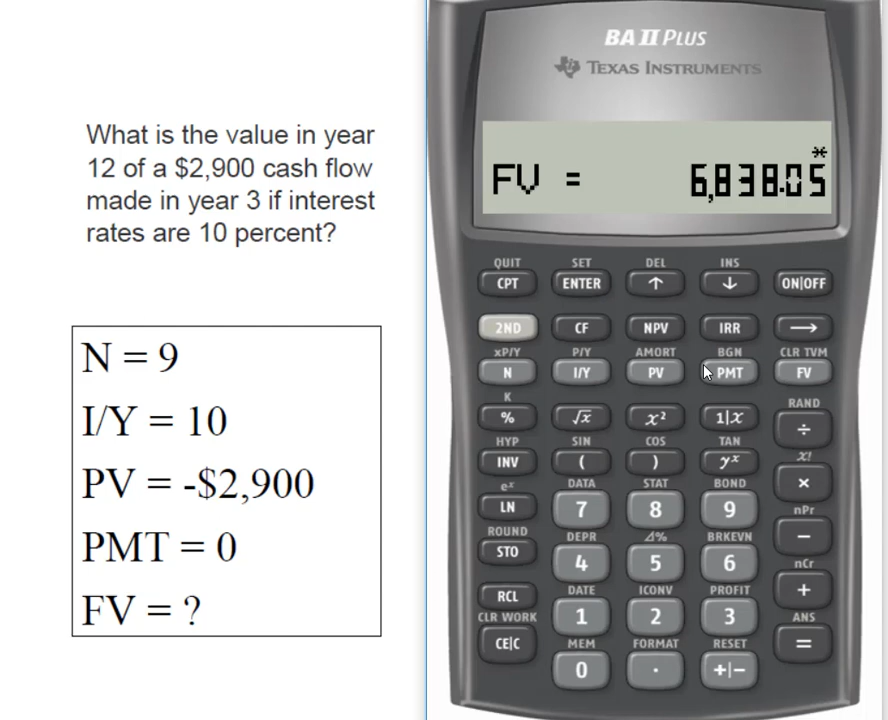 What is the value in year
12 of a $2,900 cash flow
made in year 3 if interest
rates are 10 percent?
N = 9
I/Y = 10
PV = -$2,900
PMT = 0
FV = ?
BA II PLUS
TEXAS INSTRUMENTS
*
FV = 6,838.05
QUIT SET DEL INS
CPT ENTER ↑ ↓ ON|OFF
2ND CF NPV IRR →
xP/Y P/Y AMORT BGN CLR TVM
N I/Y PV PMT FV
K
% √x x² 1|x
RAND
÷
HYP SIN COS TAN
INV ( ) yˣ
x!
×
eˣ DATA STAT BOND
LN 7 8 9
nPr
−
ROUND DEPR Δ% BRKEVN
STO 4 5 6
nCr
+
DATE ICONV PROFIT
RCL 1 2 3
CLR WORK ANS
CE|C =
MEM FORMAT RESET
0 . +|−